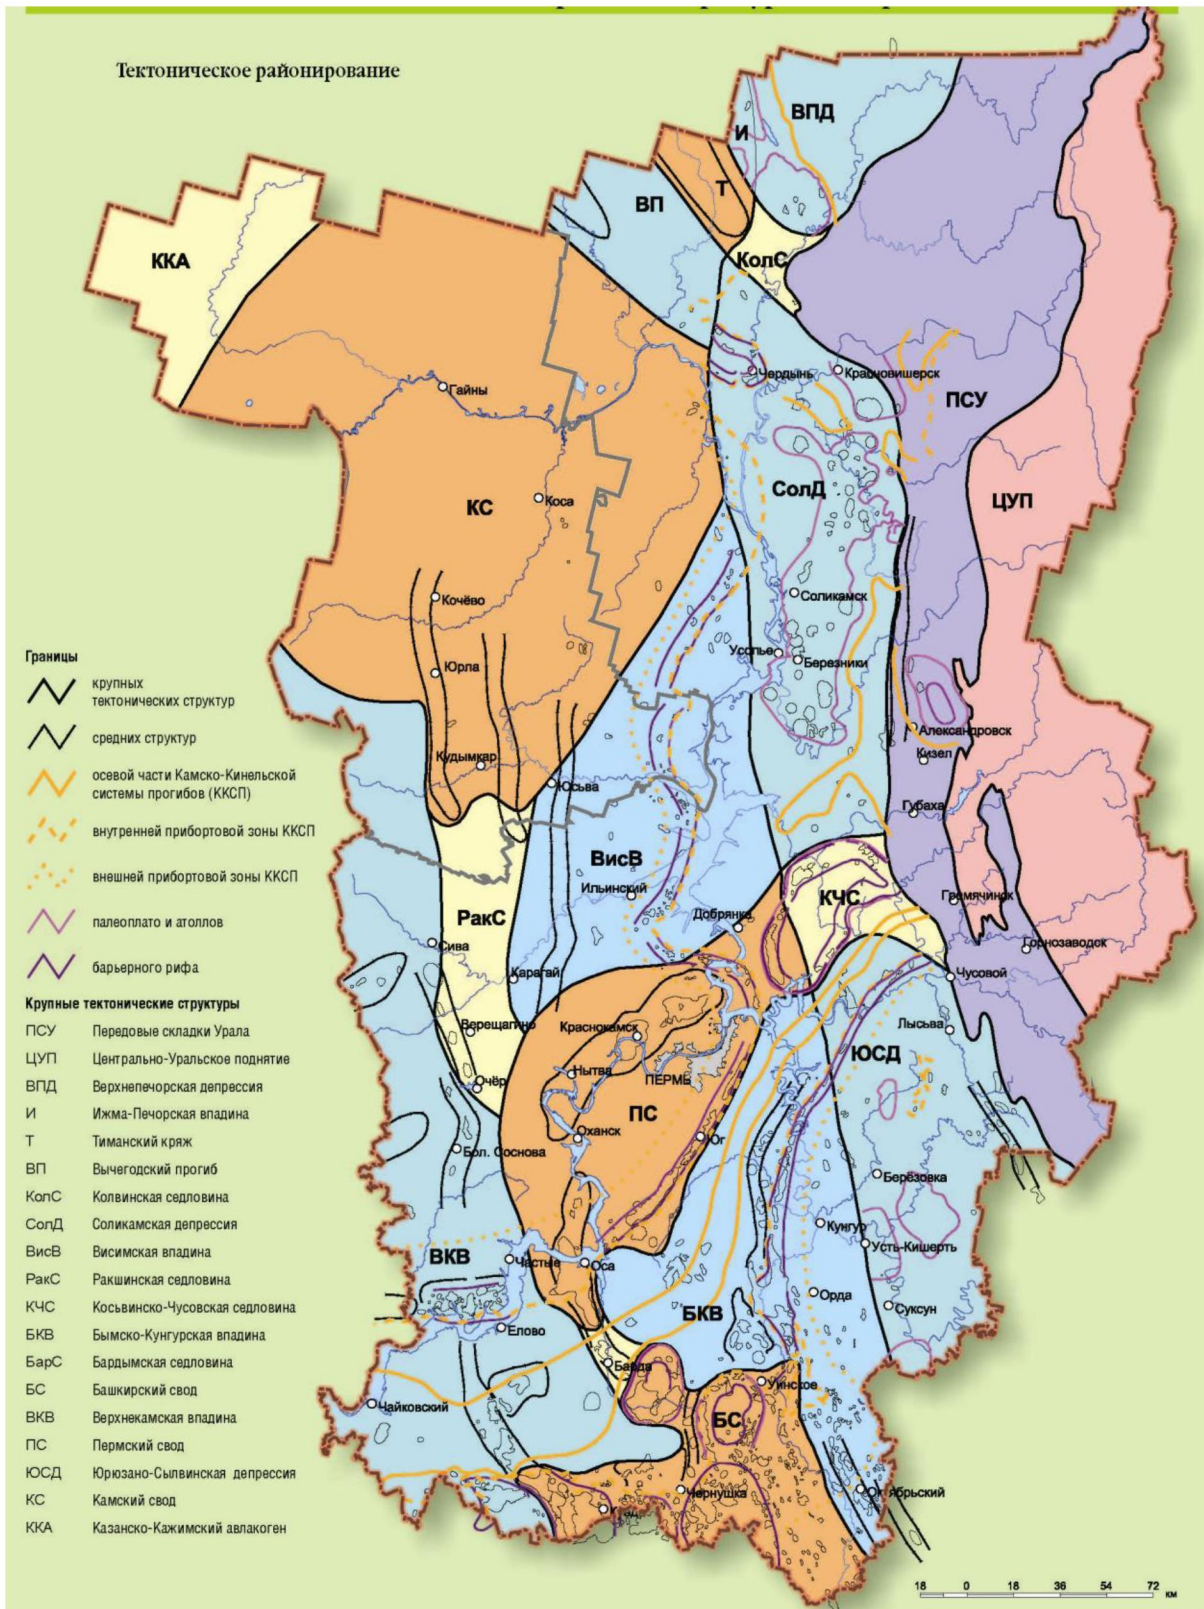 Тектоническое районирование
ВПД
И
Т
ВП
ККА
КолС
Чердынь
Красновишерск
Гайны
ПСУ
СолД
ЦУП
КС
Коса
Кочёво
Соликамск
Усолье
Березники
Юрла
Александровск
Кизел
Кудымкар
Юсьва
Губаха
ВисВ
Ильинский
КЧС
Гремячинск
РакС
Добрянка
Сива
Горнозаводск
Карагай
Чусовой
Верещагино
Краснокамск
Лысьва
ЮСД
Нытва
ПЕРМЬ
Очёр
ПС
Оханск
Юг
Бол. Соснова
Берёзовка
Кунгур
Усть-Кишерть
ВКВ
Частые
Оса
Орда
Суксун
БКВ
Елово
Барда
Уинское
Чайковский
БС
Чернушка
Октябрьский
Границы
крупных
тектонических структур
средних структур
осевой части Камско-Кинельской
системы прогибов (ККСП)
внутренней прибортовой зоны ККСП
внешней прибортовой зоны ККСП
палеоплато и атоллов
барьерного рифа
Крупные тектонические структуры
ПСУ Передовые складки Урала
ЦУП Центрально-Уральское поднятие
ВПД Верхнепечорская депрессия
И Ижма-Печорская впадина
Т Тиманский кряж
ВП Вычегодский прогиб
КолС Колвинская седловина
СолД Соликамская депрессия
ВисВ Висимская впадина
РакС Ракшинская седловина
КЧС Косьвинско-Чусовская седловина
БКВ Бымско-Кунгурская впадина
БарС Бардымская седловина
БС Башкирский свод
ВКВ Верхнекамская впадина
ПС Пермский свод
ЮСД Юрюзано-Сылвинская депрессия
КС Камский свод
ККА Казанско-Кажимский авлакоген
18 0 18 36 54 72
км